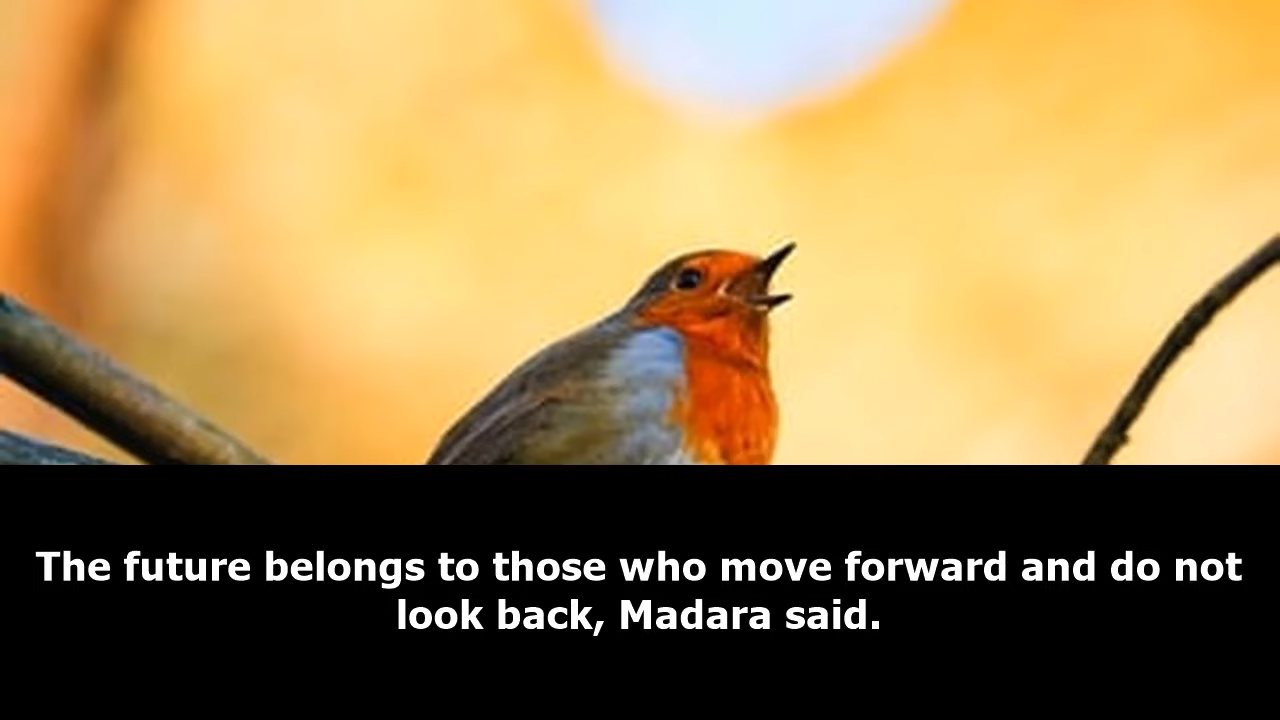 The future belongs to those who move forward and do not
look back, Madara said.